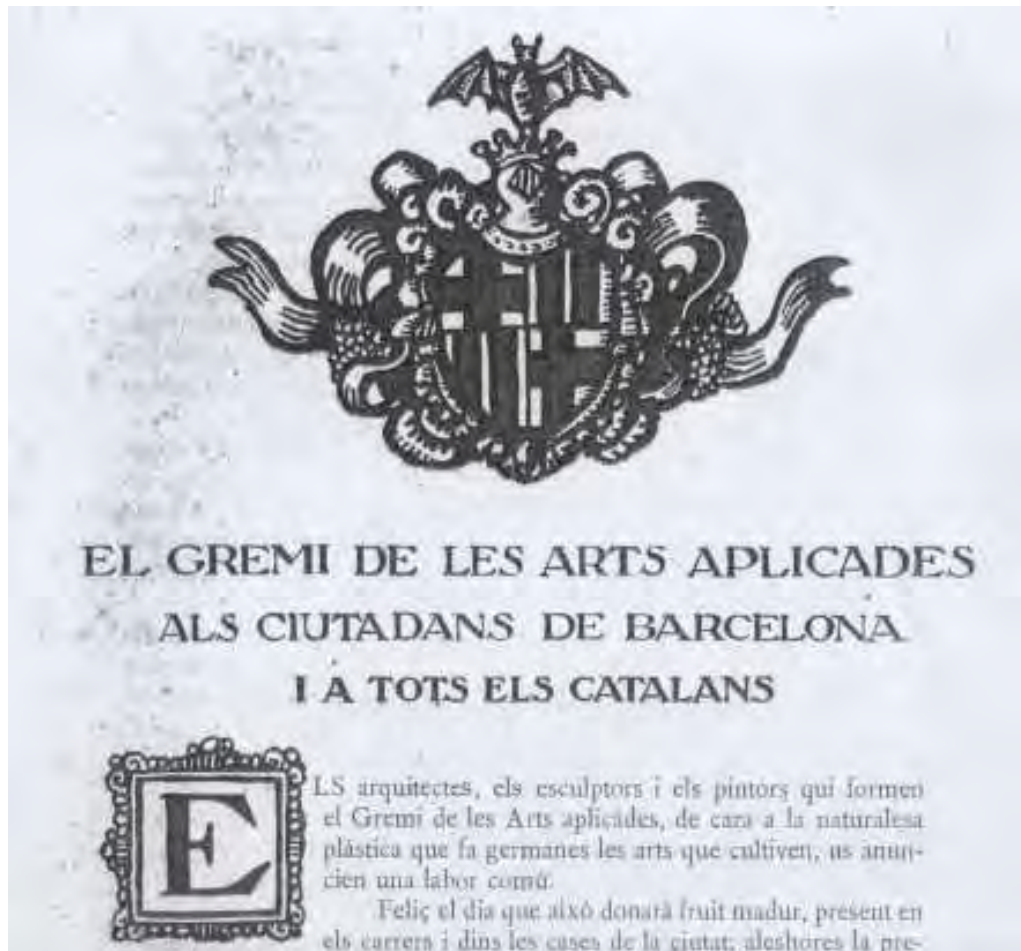 EL GREMI DE LES ARTS APLICADES
ALS CIUTADANS DE BARCELONA
I A TOTS ELS CATALANS
ELS arquitectes, els esculptors i els pintors qui formen
el Gremi de les Arts aplicades, de cara a la naturalesa
plàstica que fa germanes les arts que cultiven, us anun-
cien una labor comú.
Feliç el dia que això donarà fruit madur, present en
els carrers i dins les cases de la ciutat; aleshores la pre-